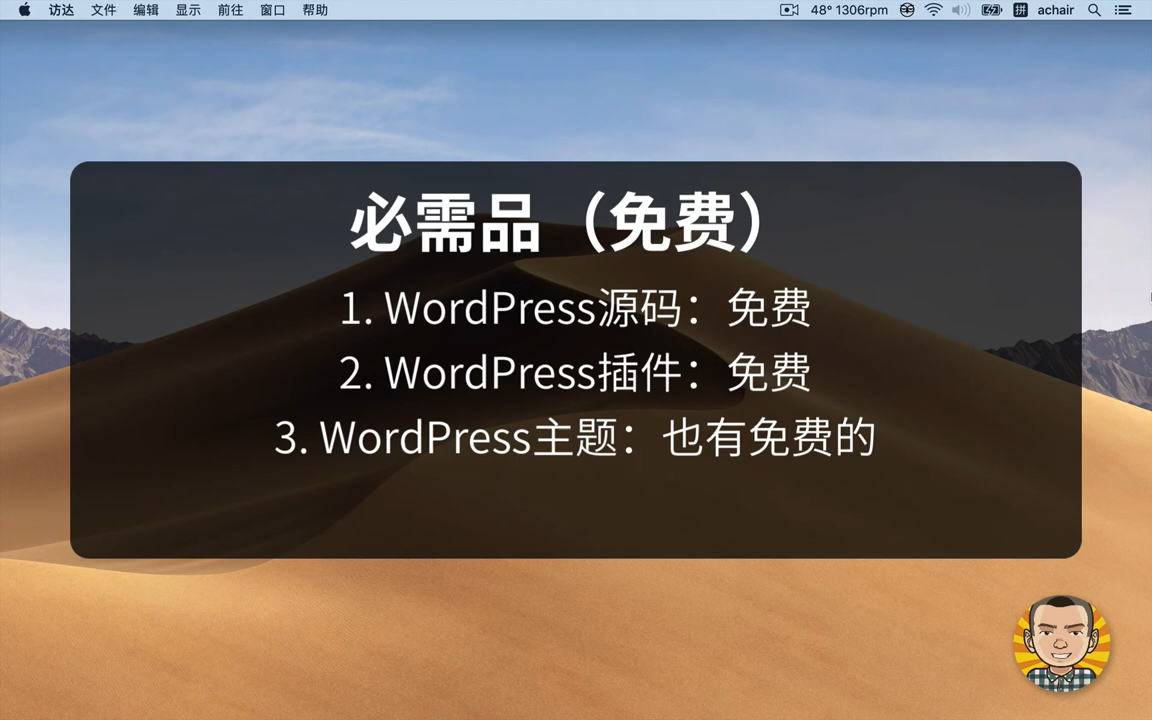 访达 文件 编辑 显示 前往 窗口 帮助 48° 1306rpm 拼 achair
必需品（免费）
1. WordPress源码：免费
2. WordPress插件：免费
3. WordPress主题：也有免费的